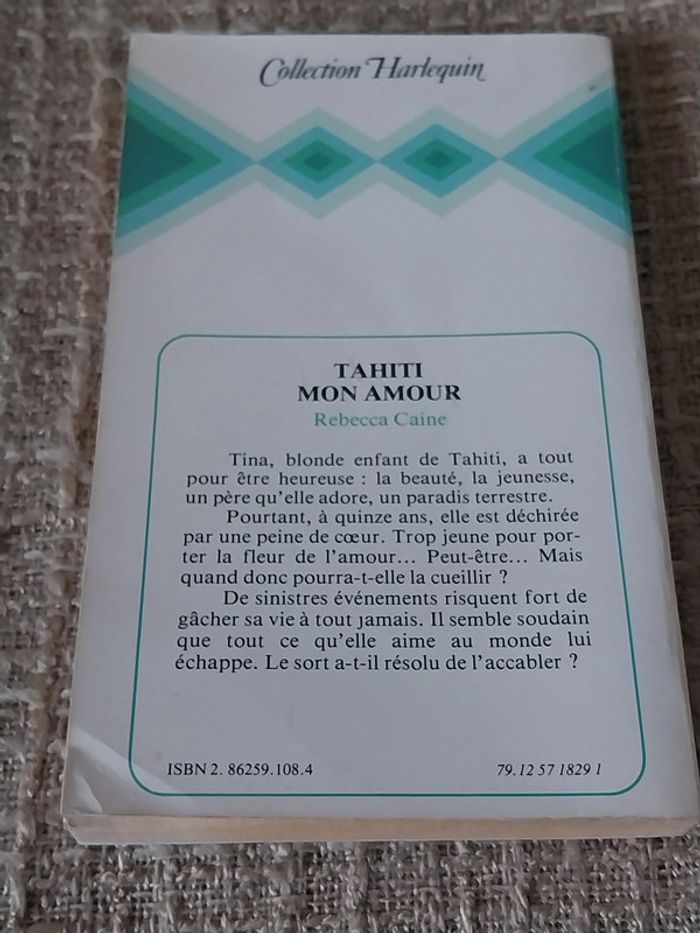 Collection Harlequin
TAHITI
MON AMOUR
Rebecca Caine
Tina, blonde enfant de Tahiti, a tout
pour être heureuse : la beauté, la jeunesse,
un père qu'elle adore, un paradis terrestre.
Pourtant, à quinze ans, elle est déchirée
par une peine de cœur. Trop jeune pour por-
ter la fleur de l'amour... Peut-être... Mais
quand donc pourra-t-elle la cueillir ?
De sinistres événements risquent fort de
gâcher sa vie à tout jamais. Il semble soudain
que tout ce qu'elle aime au monde lui
échappe. Le sort a-t-il résolu de l'accabler ?
ISBN 2. 86259.108.4 79. 12 57 1829 1